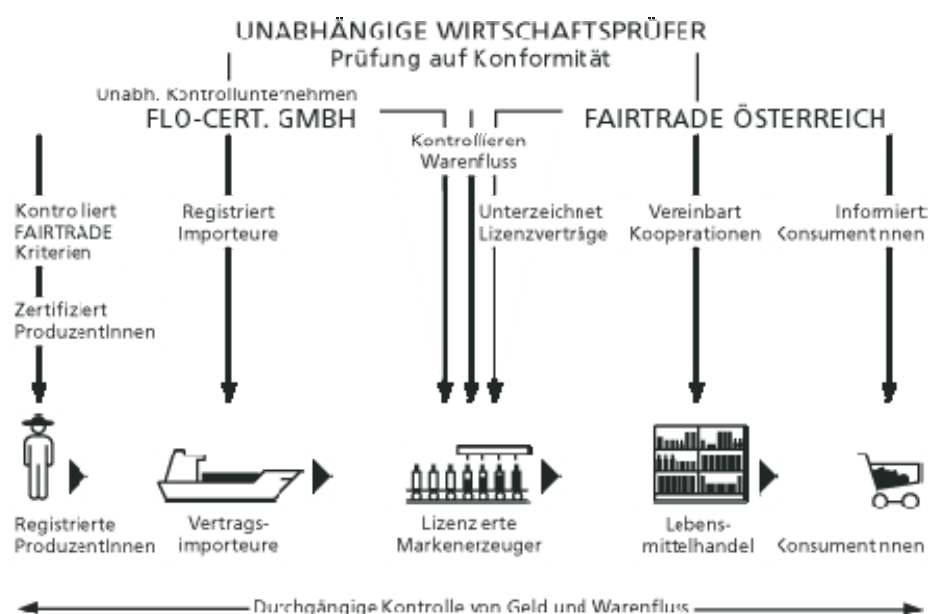 UNABHÄNGIGE WIRTSCHAFTSPRÜFER
Prüfung auf Konformität
Unabh. Kontrollunternehmen
FLO-CERT. GMBH
FAIRTRADE ÖSTERREICH
Kontrollieren
Warenfluss
Kontrolliert
FAIRTRADE
Kriterien
Registriert
Importeure
Unterzeichnet
Lizenzverträge
Vereinbart
Kooperationen
Informiert
KonsumentInnen
Zertifiziert
ProduzentInnen
Registrierte
ProduzentInnen
Vertrags-
importeure
Lizenzierte
Markenerzeuger
Lebens-
mittelhandel
KonsumentInnen
Durchgängige Kontrolle von Geld und Warenfluss